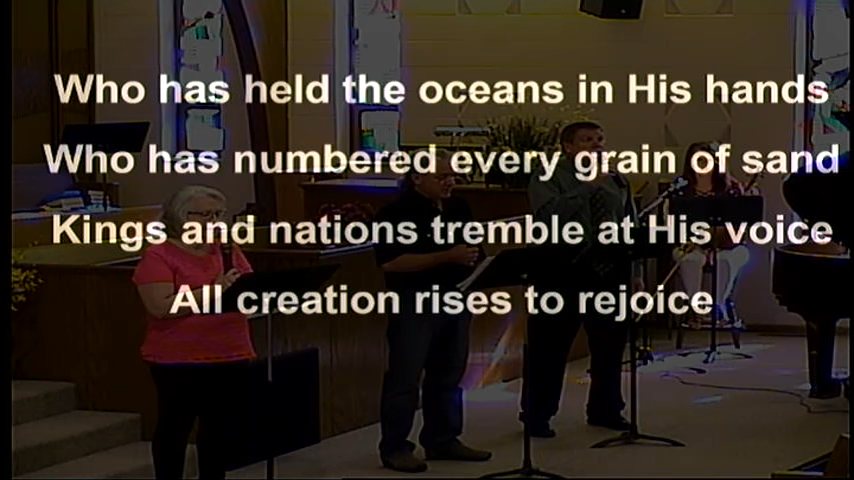 Who has held the oceans in His hands
Who has numbered every grain of sand
Kings and nations tremble at His voice
All creation rises to rejoice